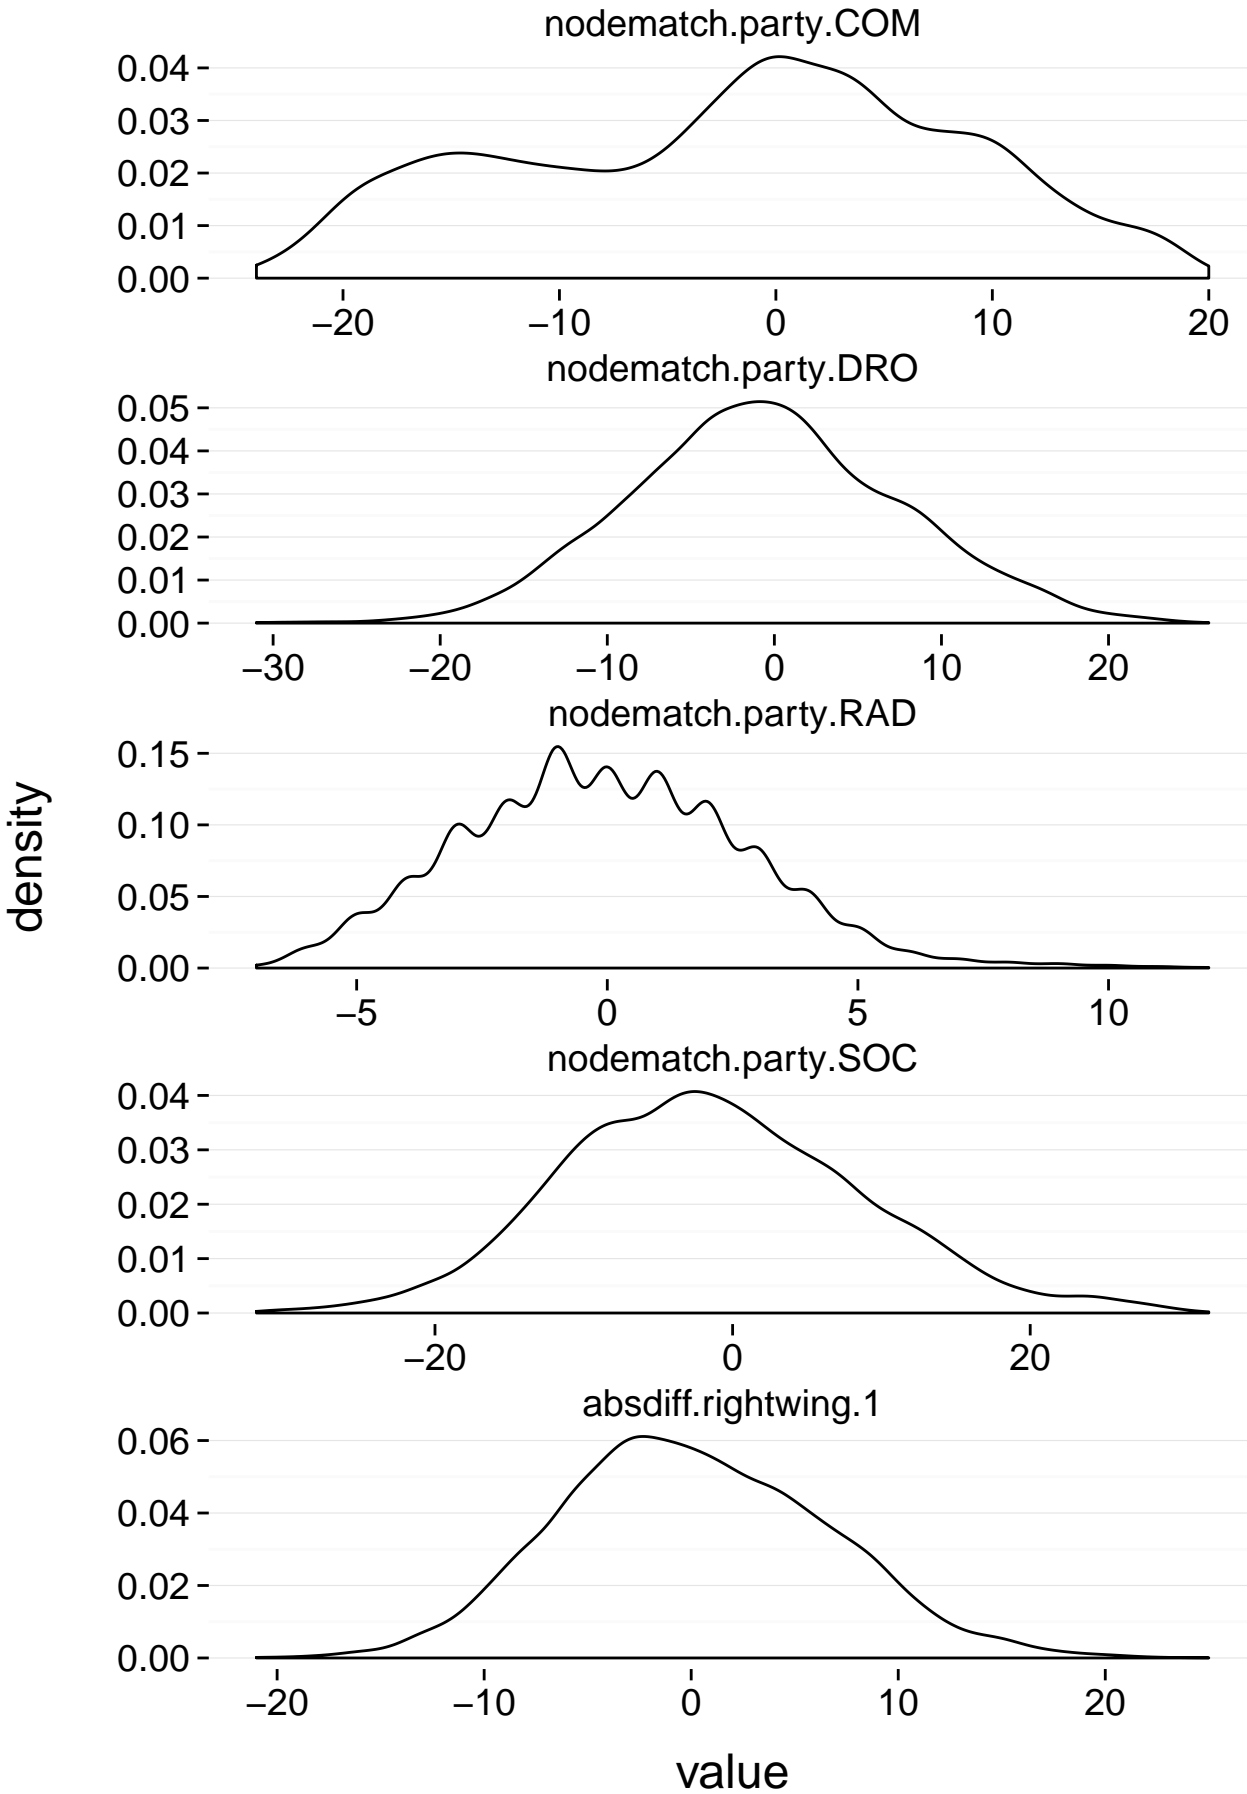 nodematch.party.COM
0.04
0.03
0.02
0.01
0.00
−20 −10 0 10 20
nodematch.party.DRO
0.05
0.04
0.03
0.02
0.01
0.00
−30 −20 −10 0 10 20
nodematch.party.RAD
0.15
0.10
0.05
0.00
−5 0 5 10
density
nodematch.party.SOC
0.04
0.03
0.02
0.01
0.00
−20 0 20
absdiff.rightwing.1
0.06
0.04
0.02
0.00
−20 −10 0 10 20
value